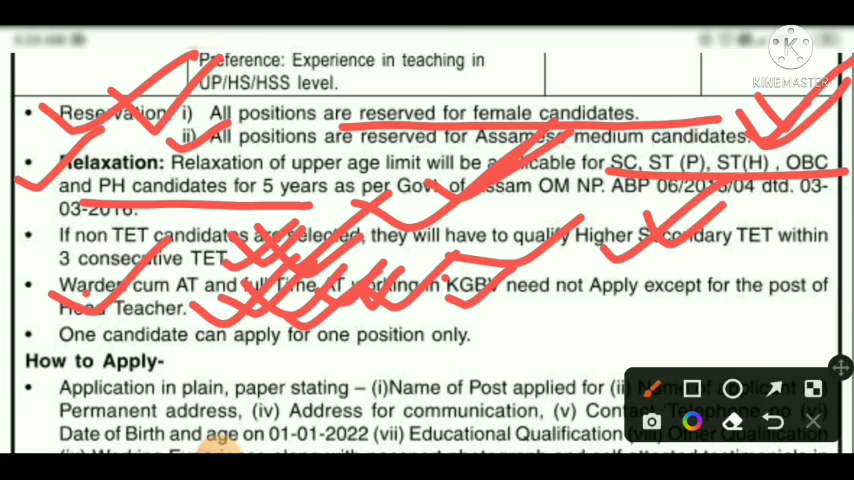 KINEMASTER
Preference: Experience in teaching in
UP/HS/HSS level.
• Reservation: i) All positions are reserved for female candidates.
ii) All positions are reserved for Assamese medium candidates.
• Relaxation: Relaxation of upper age limit will be applicable for SC, ST (P), ST(H) , OBC
and PH candidates for 5 years as per Govt. of Assam OM NP. ABP 06/2016/04 dtd. 03-
03-2016.
• If non TET candidates are selected, they will have to qualify Higher Secondary TET within
3 consecutive TET
• Warden cum AT and full Time AT working in KGBV need not Apply except for the post of
Head Teacher.
• One candidate can apply for one position only.
How to Apply-
• Application in plain, paper stating – (i)Name of Post applied for (ii) Name of applicant
Permanent address, (iv) Address for communication, (v) Contact Telephone no (vi)
Date of Birth and age on 01-01-2022 (vii) Educational Qualification (viii) Other Qualification